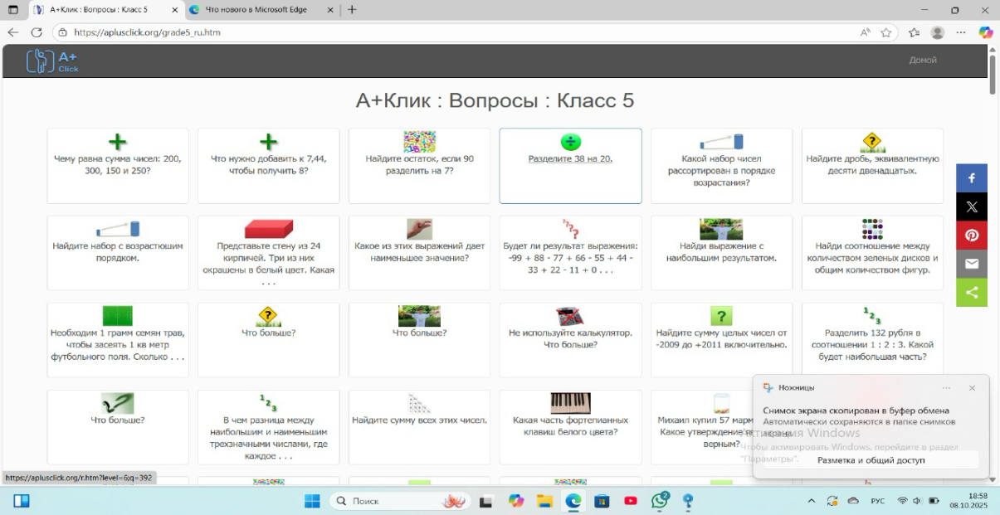 А+Клик : Вопросы : Класс 5
Что нового в Microsoft Edge
https://aplusclick.org/grade5_ru.htm
A+
Click
Домой
А+Клик : Вопросы : Класс 5
Чему равна сумма чисел: 200,
300, 150 и 250?
Что нужно добавить к 7,44,
чтобы получить 8?
Найдите остаток, если 90
разделить на 7?
Разделите 38 на 20.
Какой набор чисел
рассортирован в порядке
возрастания?
Найдите дробь, эквивалентную
десяти двенадцатых.
Найдите набор с возрастюшим
порядком.
Представьте стену из 24
кирпичей. Три из них
окрашены в белый цвет. Какая
. . .
Какое из этих выражений дает
наименьшее значение?
Будет ли результат выражения:
-99 + 88 - 77 + 66 - 55 + 44 -
33 + 22 - 11 + 0 . . .
Найди выражение с
наибольшим результатом.
Найди соотношение между
количеством зеленых дисков и
общим количеством фигур.
Необходим 1 грамм семян трав,
чтобы засеять 1 кв метр
футбольного поля. Сколько . . .
Что больше?
Что больше?
Не используйте калькулятор.
Что больше?
Найдите сумму целых чисел от
-2009 до +2011 включительно.
Разделить 132 рубля в
соотношении 1 : 2 : 3. Какой
будет наибольшая часть?
Что больше?
В чем разница между
наибольшим и наименьшим
трехзначными числами, где
каждое . . .
Найдите сумму всех этих чисел.
Какая часть фортепианных
клавиш белого цвета?
Михаил купил 57 марм
Какое утверждение
верным?
Ножницы
Снимок экрана скопирован в буфер обмена
Автоматически сохраняются в папке снимков
экрана.
Активация Windows
Чтобы активировать Windows, перейдите в раздел
"Параметры".
Разметка и общий доступ
https://aplusclick.org/r.htm?level=6;q=392
Поиск
2
РУС
18:58
08.10.2025